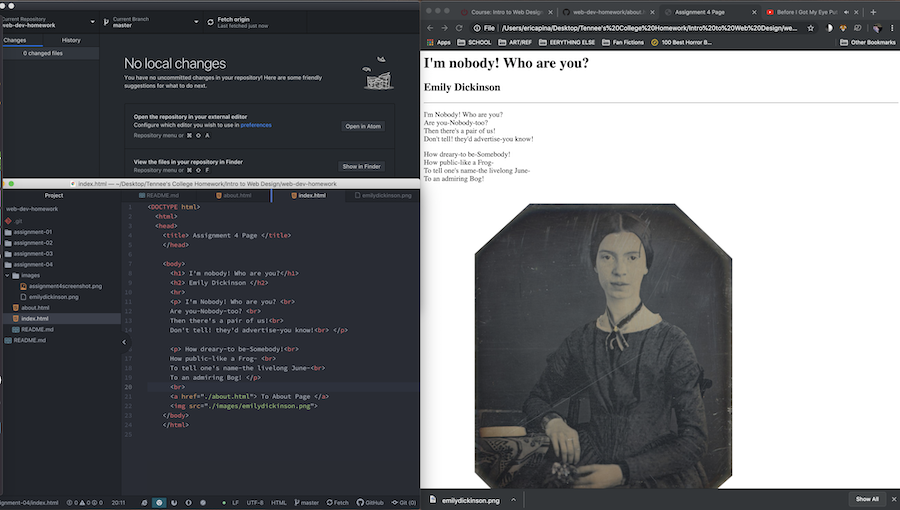 Current Repository
web-dev-homework
Current Branch
master
Fetch origin
Last fetched just now
Changes
History
0 changed files
No local changes
You have no uncommitted changes in your repository! Here are some friendly
suggestions for what to do next.
Open the repository in your external editor
Configure which editor you wish to use in preferences
Repository menu or ⌘ ⇧ A
Open in Atom
View the files in your repository in Finder
Repository menu or ⌘ ⇧ F
Show in Finder
index.html — ~/Desktop/Tennee's College Homework/Intro to Web Design/web-dev-homework
Project
README.md
about.html
index.html
emilydickinson.png
web-dev-homework
.git
assignment-01
assignment-02
assignment-03
assignment-04
images
assignment4screenshot.png
emilydickinson.png
about.html
index.html
README.md
README.md
1 <DOCTYPE html>
2 <html>
3 <head>
4 <title> Assignment 4 Page </title>
5 </head>
6
7 <body>
8 <h1> I'm nobody! Who are you?</h1>
9 <h2> Emily Dickinson </h2>
10 <hr>
11 <p> I'm Nobody! Who are you? <br>
12 Are you-Nobody-too? <br>
13 Then there's a pair of us!<br>
14 Don't tell! they'd advertise-you know!<br> </p>
15
16 <p> How dreary-to be-Somebody!<br>
17 How public-like a Frog- <br>
18 To tell one's name-the livelong June-<br>
19 To an admiring Bog! </p>
20 <br>
21 <a href="./about.html"> To About Page </a>
22 <img src="./images/emilydickinson.png">
23 </body>
24 </html>
25
gnment-04/index.html
0
0
0
20:11
LF
UTF-8
HTML
master
Fetch
GitHub
Git (0)
Course: Intro to Web Design
web-dev-homework/about.
Assignment 4 Page
Before I Got My Eye Put
File | /Users/ericapina/Desktop/Tennee's%20College%20Homework/Intro%20to%20Web%20Design/we...
Apps
SCHOOL
ART/REF
EERYTHING ELSE
Fan Fictions
100 Best Horror B...
Other Bookmarks
I'm nobody! Who are you?
Emily Dickinson
I'm Nobody! Who are you?
Are you-Nobody-too?
Then there's a pair of us!
Don't tell! they'd advertise-you know!
How dreary-to be-Somebody!
How public-like a Frog-
To tell one's name-the livelong June-
To an admiring Bog!
emilydickinson.png
Show All